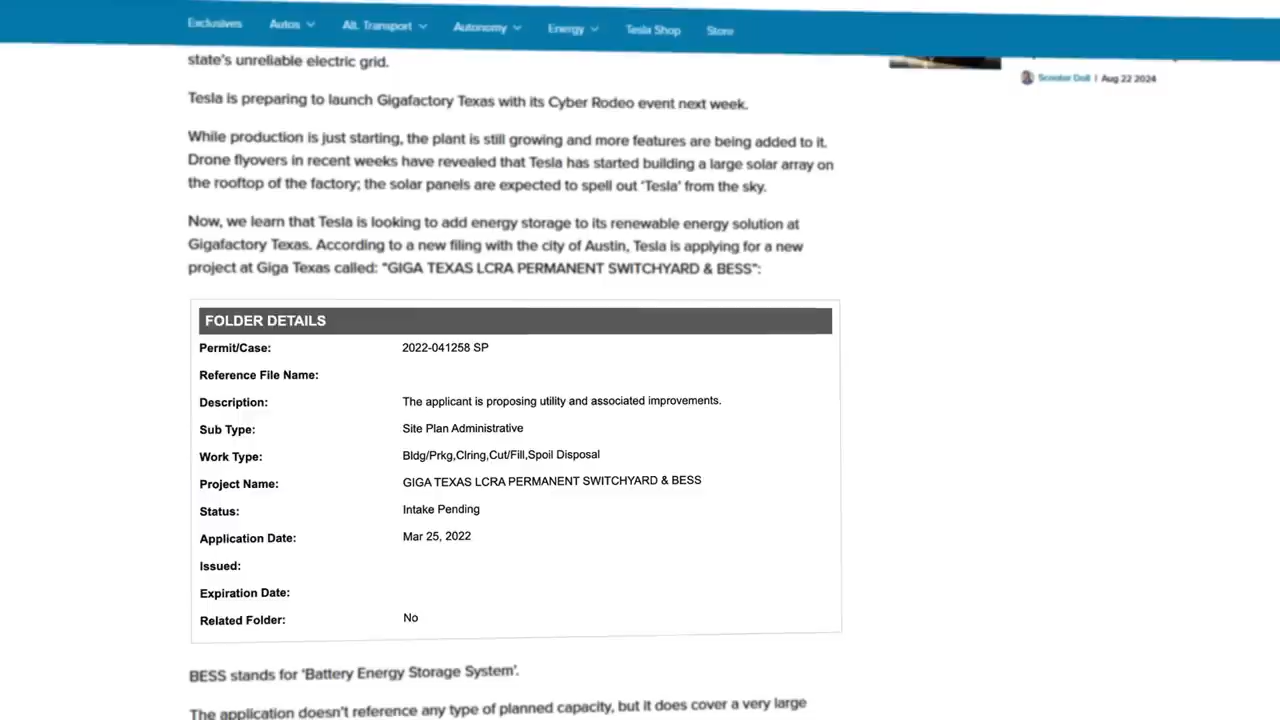 Exclusives Autos Alt. Transport Autonomy Energy Tesla Shop Store
state's unreliable electric grid.
Scooter Doll | Aug 22 2024
Tesla is preparing to launch Gigafactory Texas with its Cyber Rodeo event next week.
While production is just starting, the plant is still growing and more features are being added to it.
Drone flyovers in recent weeks have revealed that Tesla has started building a large solar array on
the rooftop of the factory; the solar panels are expected to spell out 'Tesla' from the sky.
Now, we learn that Tesla is looking to add energy storage to its renewable energy solution at
Gigafactory Texas. According to a new filing with the city of Austin, Tesla is applying for a new
project at Giga Texas called: "GIGA TEXAS LCRA PERMANENT SWITCHYARD & BESS":
FOLDER DETAILS
Permit/Case: 2022-041258 SP
Reference File Name:
Description: The applicant is proposing utility and associated improvements.
Sub Type: Site Plan Administrative
Work Type: Bldg/Prkg,Clring,Cut/Fill,Spoil Disposal
Project Name: GIGA TEXAS LCRA PERMANENT SWITCHYARD & BESS
Status: Intake Pending
Application Date: Mar 25, 2022
Issued:
Expiration Date:
Related Folder: No
BESS stands for 'Battery Energy Storage System'.
The application doesn't reference any type of planned capacity, but it does cover a very large